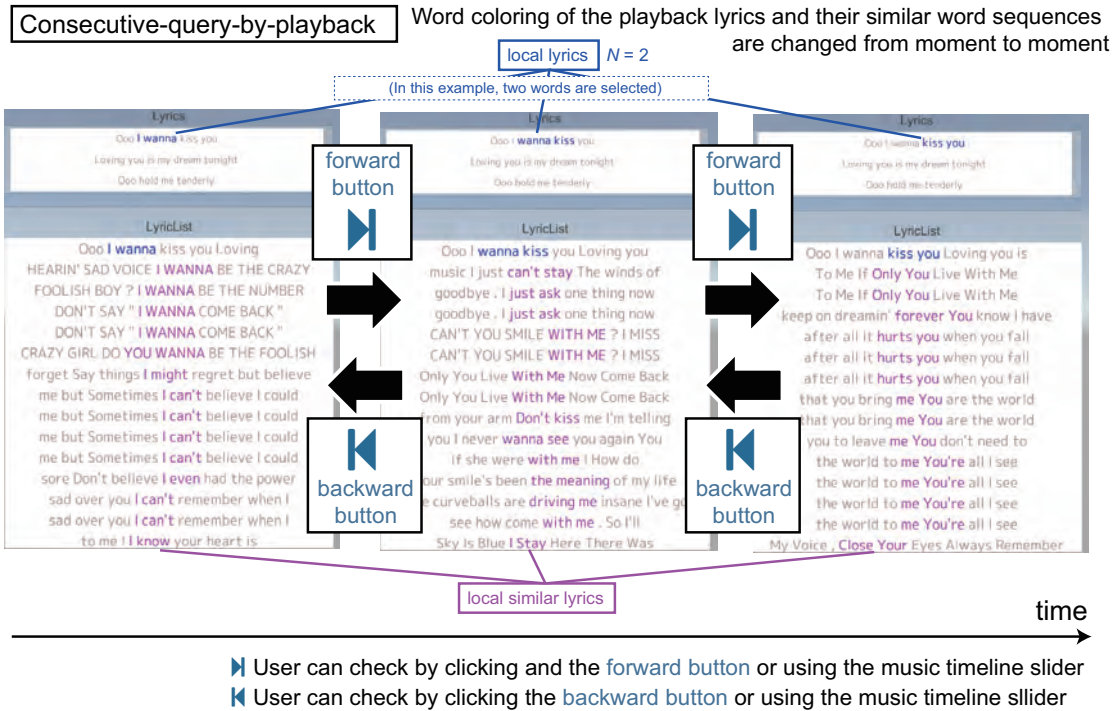 Consecutive-query-by-playback
Word coloring of the playback lyrics and their similar word sequences
are changed from moment to moment
local lyrics N = 2
(In this example, two words are selected)
Lyrics
Ooo I wanna kiss you
Loving you is my dream tonight
Ooo hold me tenderly
LyricList
Ooo I wanna kiss you Loving
HEARIN' SAD VOICE I WANNA BE THE CRAZY
FOOLISH BOY ? I WANNA BE THE NUMBER
DON'T SAY " I WANNA COME BACK "
DON'T SAY " I WANNA COME BACK "
CRAZY GIRL DO YOU WANNA BE THE FOOLISH
forget Say things I might regret but believe
me but Sometimes I can't believe I could
me but Sometimes I can't believe I could
me but Sometimes I can't believe I could
me but Sometimes I can't believe I could
sore Don't believe I even had the power
sad over you I can't remember when I
sad over you I can't remember when I
to me ! I know your heart is
forward
button
backward
button
Lyrics
Ooo I wanna kiss you
Loving you is my dream tonight
Ooo hold me tenderly
LyricList
Ooo I wanna kiss you Loving you
music I just can't stay The winds of
goodbye . I just ask one thing now
goodbye . I just ask one thing now
CAN'T YOU SMILE WITH ME ? I MISS
CAN'T YOU SMILE WITH ME ? I MISS
Only You Live With Me Now Come Back
Only You Live With Me Now Come Back
from your arm Don't kiss me I'm telling
you I never wanna see you again You
if she were with me ! How do
our smile's been the meaning of my life
e curveballs are driving me insane I've go
see how come with me . So I'll
Sky Is Blue I Stay Here There Was
forward
button
backward
button
Lyrics
Ooo I wanna kiss you
Loving you is my dream tonight
Ooo hold me tenderly
LyricList
Ooo I wanna kiss you Loving you is
To Me If Only You Live With Me
To Me If Only You Live With Me
keep on dreamin' forever You know I have
after all it hurts you when you fall
after all it hurts you when you fall
after all it hurts you when you fall
that you bring me You are the world
that you bring me You are the world
you to leave me You don't need to
the world to me You're all I see
the world to me You're all I see
the world to me You're all I see
the world to me You're all I see
My Voice , Close Your Eyes Always Remember
local similar lyrics
time
User can check by clicking and the forward button or using the music timeline slider
User can check by clicking the backward button or using the music timeline sllider